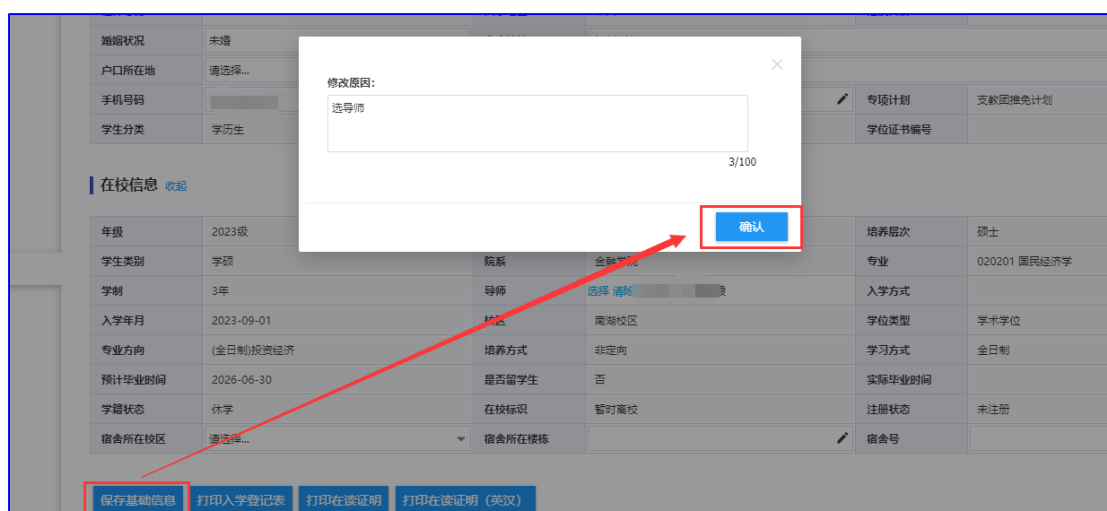 婚姻状况 未婚
户口所在地 请选择...
修改原因:
手机号码 选导师 专项计划 支教团推免计划
学生分类 学历生 学位证书编号
3/100
在校信息 收起
确认
年级 2023级 培养层次 硕士
学生类别 学硕 院系 金融学院 专业 020201 国民经济学
学制 3年 导师 选择 清除 入学方式
入学年月 2023-09-01 校区 南湖校区 学位类型 学术学位
专业方向 (全日制)投资经济 培养方式 非定向 学习方式 全日制
预计毕业时间 2026-06-30 是否留学生 否 实际毕业时间
学籍状态 休学 在校标识 暂时离校 注册状态 未注册
宿舍所在校区 请选择... 宿舍所在楼栋 宿舍号
保存基础信息 打印入学登记表 打印在读证明 打印在读证明（英汉）